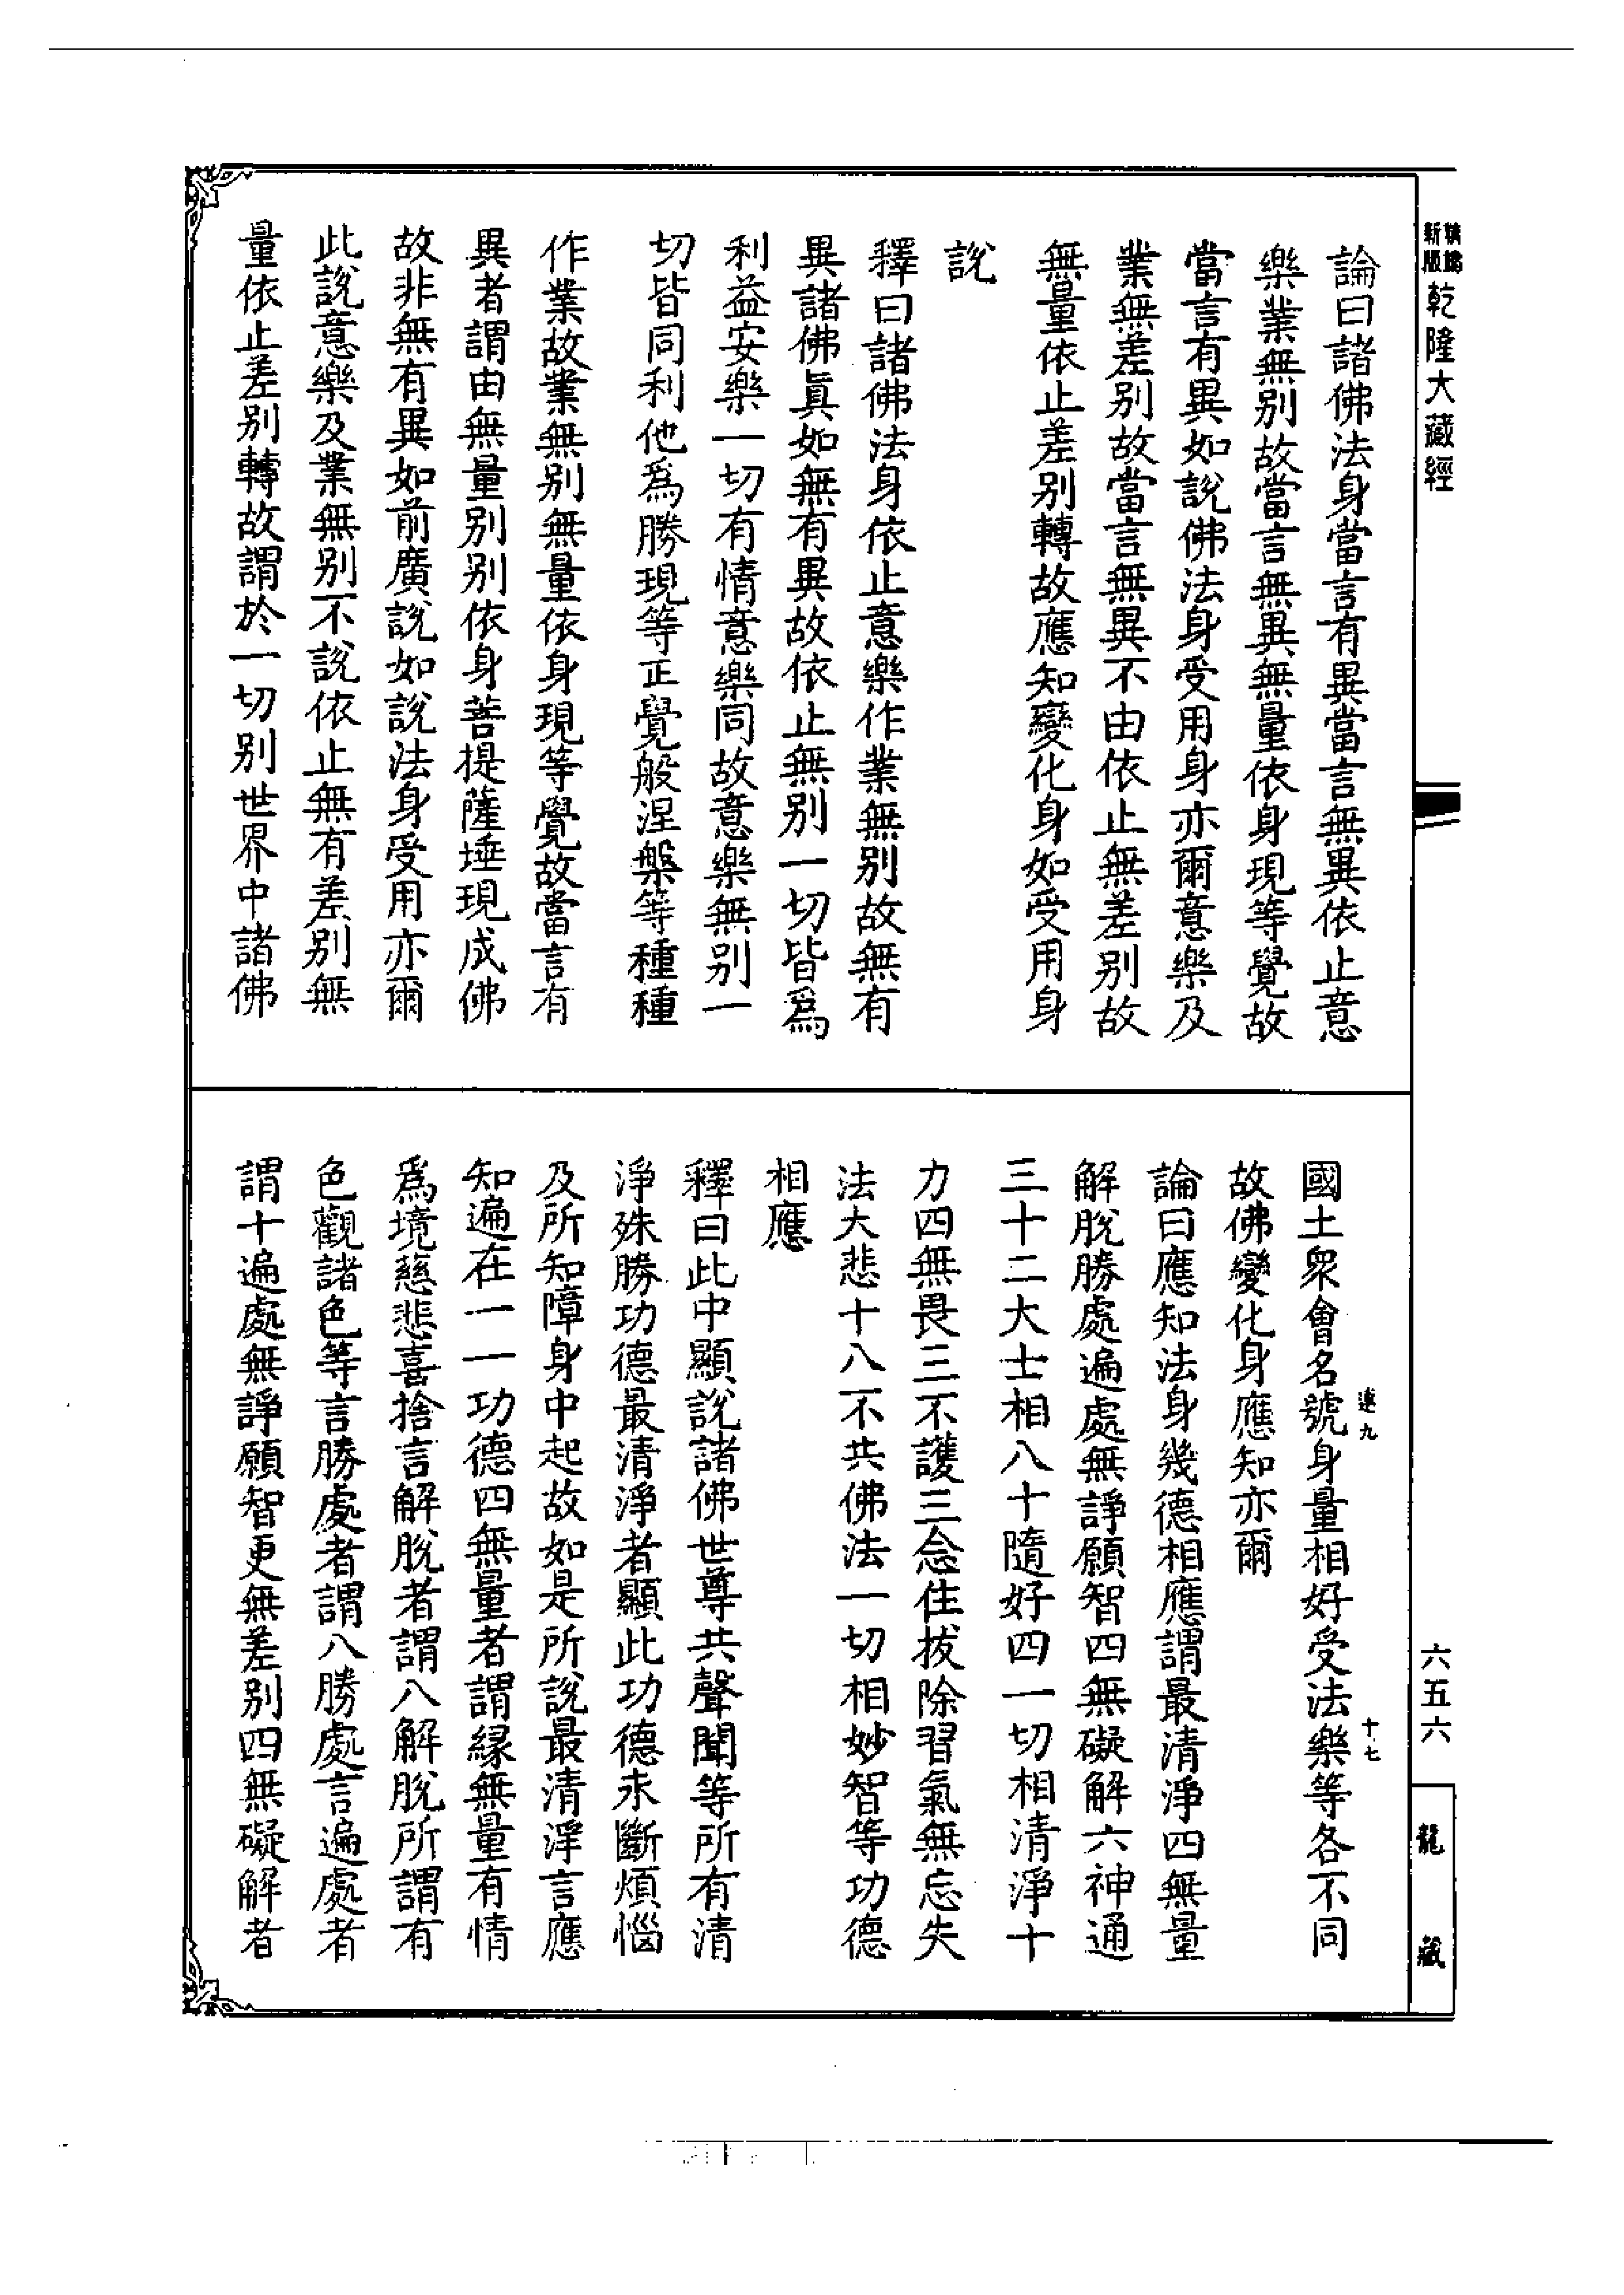 新版
乾隆大藏經
論曰諸佛法身當言有異當言無異依止意
樂業無別故當言無異無量依身現等覺故
當言有異如說佛法身受用身亦爾意樂及
業無差別故當言無異不由依止無差別故
無量依止差別轉故應知變化身如受用身
說
釋曰諸佛法身依止意樂作業無別故無有
異諸佛眞如無有異故依止無別一切皆爲
利益安樂一切有情意樂同故意樂無別一
切皆同利他爲勝現等正覺般涅槃等種種
作業故業無別無量依身現等覺故當言有
異者謂由無量別別依身菩提薩埵現成佛
故非無有異如前廣說如說法身受用亦爾
此說意樂及業無別不說依止無有差別無
量依止差別轉故謂於一切別世界中諸佛
國土衆會名號身量相好受法樂等各不同
故佛變化身應知亦爾
論曰應知法身幾德相應謂最清淨四無量
解脫勝處遍處無諍願智四無礙解六神通
三十二大士相八十隨好四一切相清淨十
力四無畏三不護三念住拔除習氣無忘失
法大悲十八不共佛法一切相妙智等功德
相應
釋曰此中顯說諸佛世尊共聲聞等所有清
淨殊勝功德最清淨者顯此功德永斷煩惱
及所知障身中起故如是所說最清淨言應
知遍在一一功德四無量者謂緣無量有情
爲境慈悲喜捨言解脫者謂八解脫所謂有
色觀諸色等言勝處者謂八勝處言遍處者
謂十遍處無諍願智更無差別四無礙解者
九
十七
六五六
龍藏